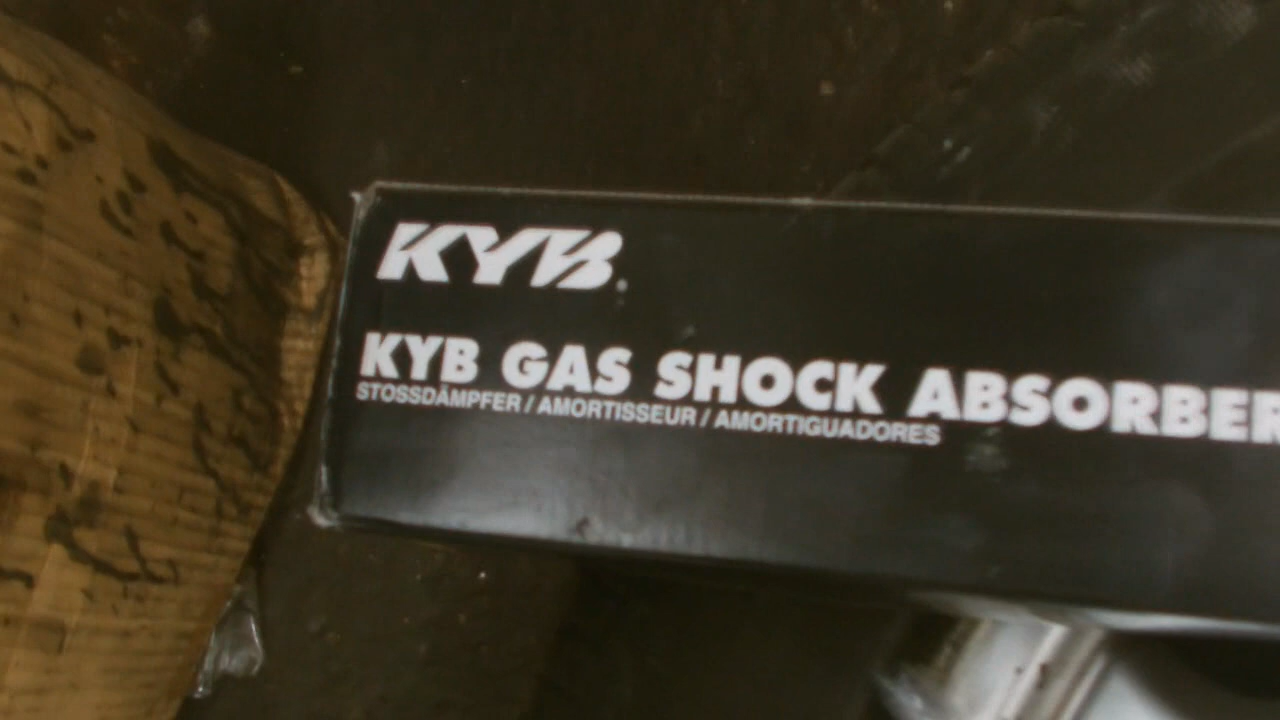 KYB
KYB GAS SHOCK ABSORBER
STOSSDÄMPFER / AMORTISSEUR / AMORTIGUADORES